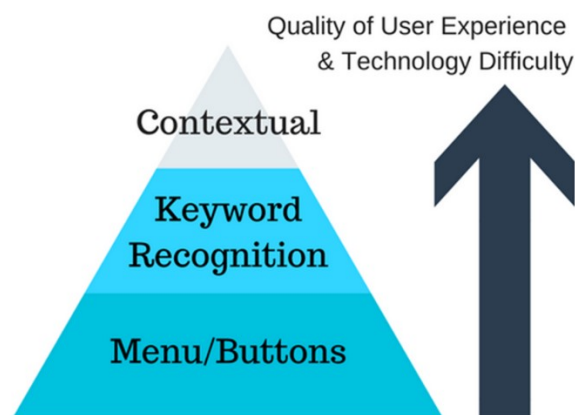 Quality of User Experience
& Technology Difficulty
Contextual
Keyword
Recognition
Menu/Buttons